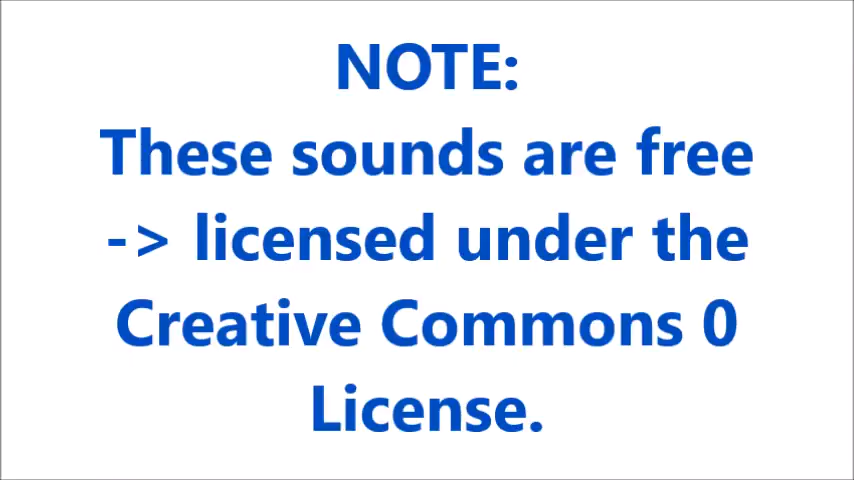 NOTE:
These sounds are free
-> licensed under the
Creative Commons 0
License.